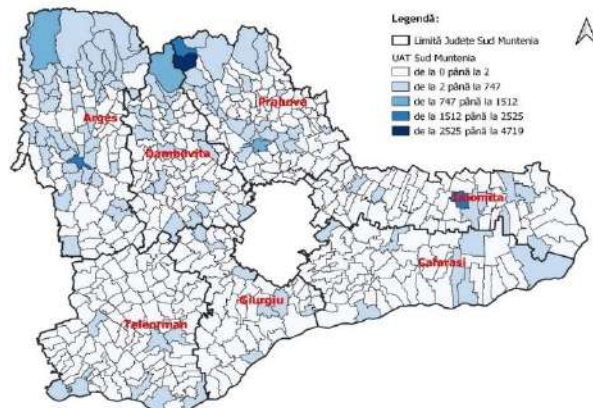 Legendă:
Limită Județe Sud Muntenia
UAT Sud Muntenia
de la 0 până la 2
de la 2 până la 747
de la 747 până la 1512
de la 1512 până la 2525
de la 2525 până la 4719
Prahova
Argeș
Dambovita
Ialomita
Calarasi
Giurgiu
Teleorman